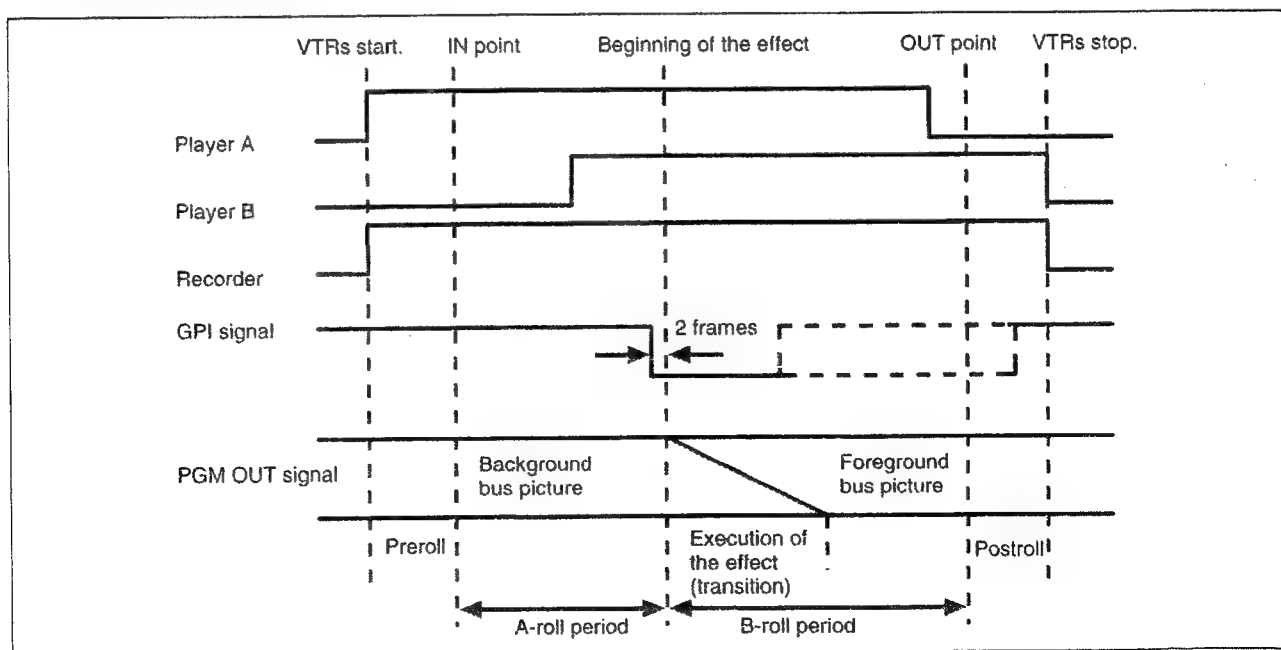 VTRs start. IN point Beginning of the effect OUT point VTRs stop.
Player A
Player B
Recorder
GPI signal
2 frames
PGM OUT signal
Background
bus picture
Foreground
bus picture
Preroll
Execution of
the effect
(transition)
Postroll
A-roll period
B-roll period